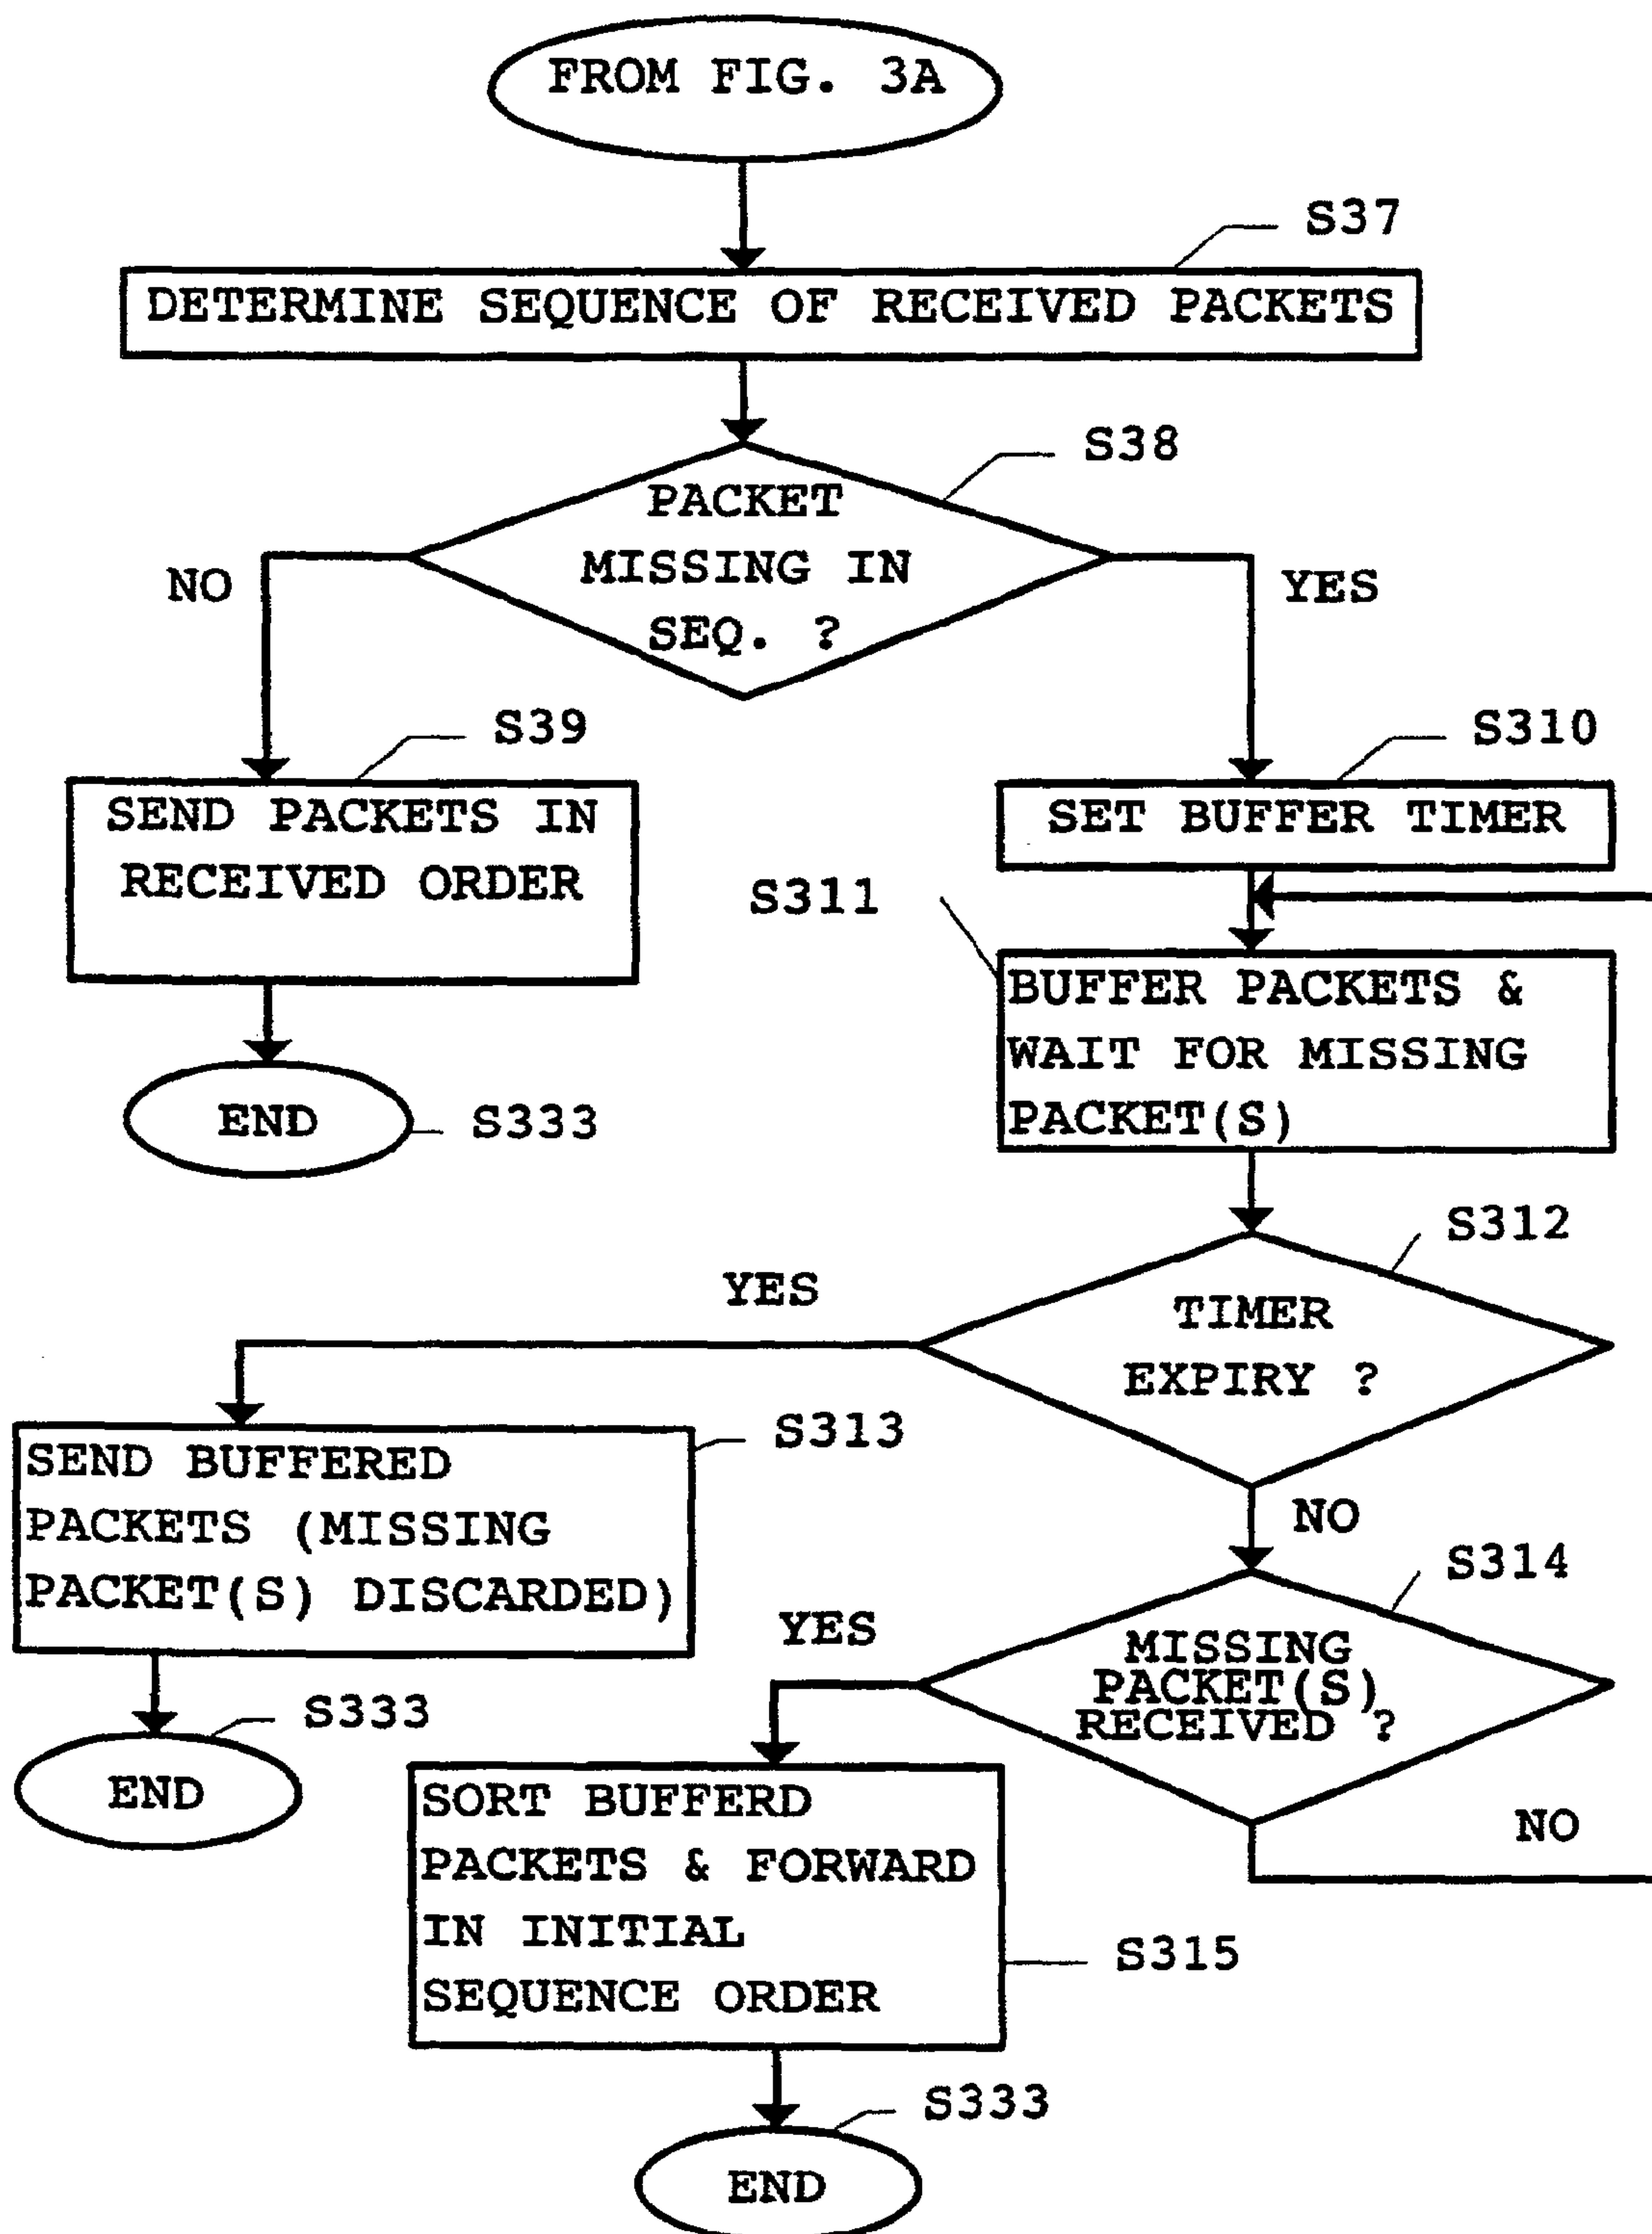 FROM FIG. 3A
S37
DETERMINE SEQUENCE OF RECEIVED PACKETS
S38
PACKET
MISSING IN
SEQ. ?
NO
YES
S39
SEND PACKETS IN
RECEIVED ORDER
S310
SET BUFFER TIMER
S311
BUFFER PACKETS &
WAIT FOR MISSING
PACKET(S)
END
S333
S312
TIMER
EXPIRY ?
YES
NO
S313
SEND BUFFERED
PACKETS (MISSING
PACKET(S) DISCARDED)
S314
MISSING
PACKET(S)
RECEIVED ?
YES
NO
S333
END
SORT BUFFERD
PACKETS & FORWARD
IN INITIAL
SEQUENCE ORDER
S315
S333
END